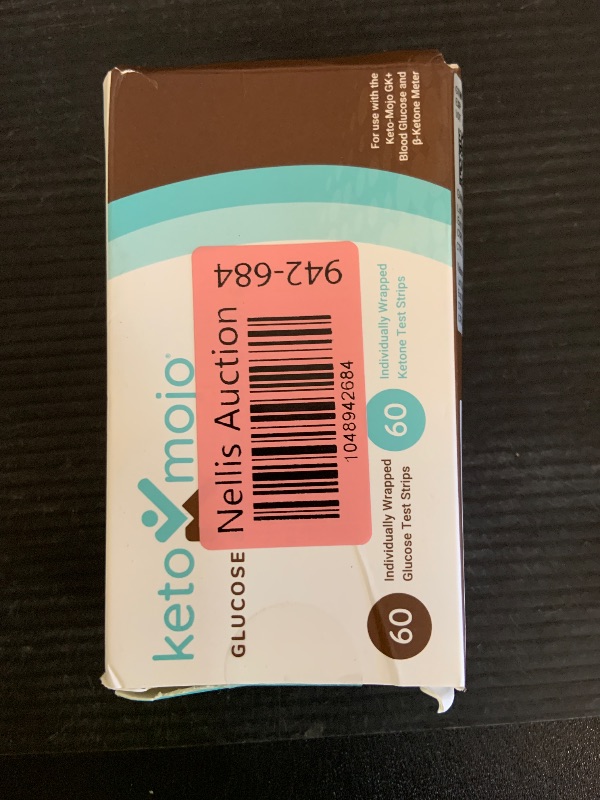 For use with the
Keto-Mojo GK+
Blood Glucose and
β-Ketone Meter
keto mojo
GLUCOSE
Nellis Auction
1048942684
942-684
60
Individually Wrapped
Glucose Test Strips
60
Individually Wrapped
Ketone Test Strips